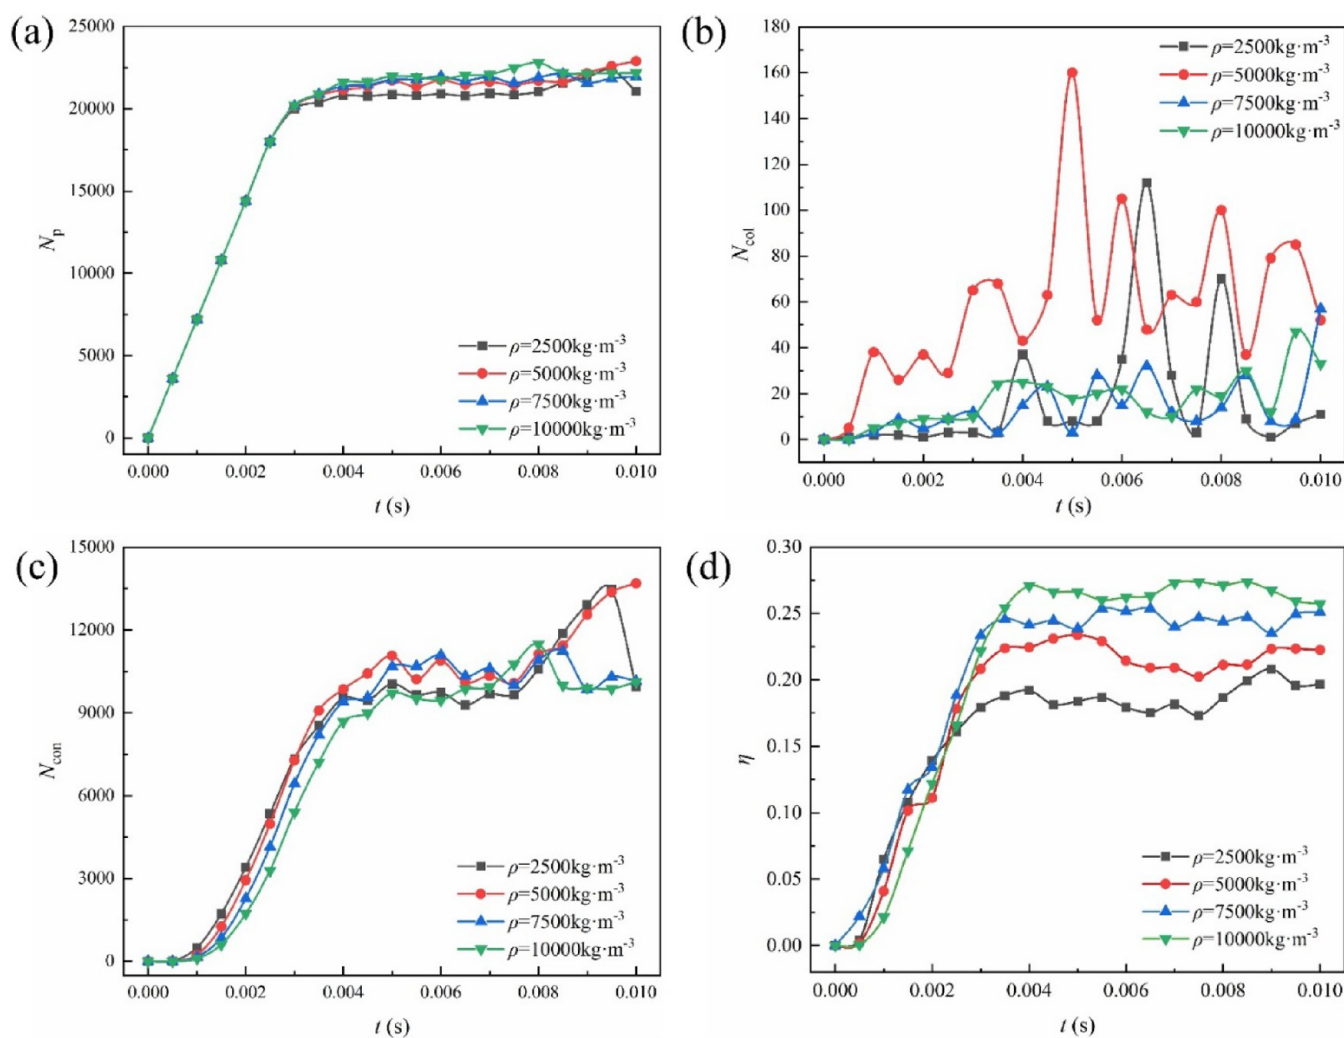 (a)
25000
20000
15000
10000
5000
0
Np
ρ=2500kg·m-3
ρ=5000kg·m-3
ρ=7500kg·m-3
ρ=10000kg·m-3
0.000 0.002 0.004 0.006 0.008 0.010
t (s)
(b)
180
160
140
120
100
80
60
40
20
0
Ncol
ρ=2500kg·m-3
ρ=5000kg·m-3
ρ=7500kg·m-3
ρ=10000kg·m-3
0.000 0.002 0.004 0.006 0.008 0.010
t (s)
(c)
15000
12000
9000
6000
3000
0
Ncon
ρ=2500kg·m-3
ρ=5000kg·m-3
ρ=7500kg·m-3
ρ=10000kg·m-3
0.000 0.002 0.004 0.006 0.008 0.010
t (s)
(d)
0.30
0.25
0.20
0.15
0.10
0.05
0.00
η
ρ=2500kg·m-3
ρ=5000kg·m-3
ρ=7500kg·m-3
ρ=10000kg·m-3
0.000 0.002 0.004 0.006 0.008 0.010
t (s)